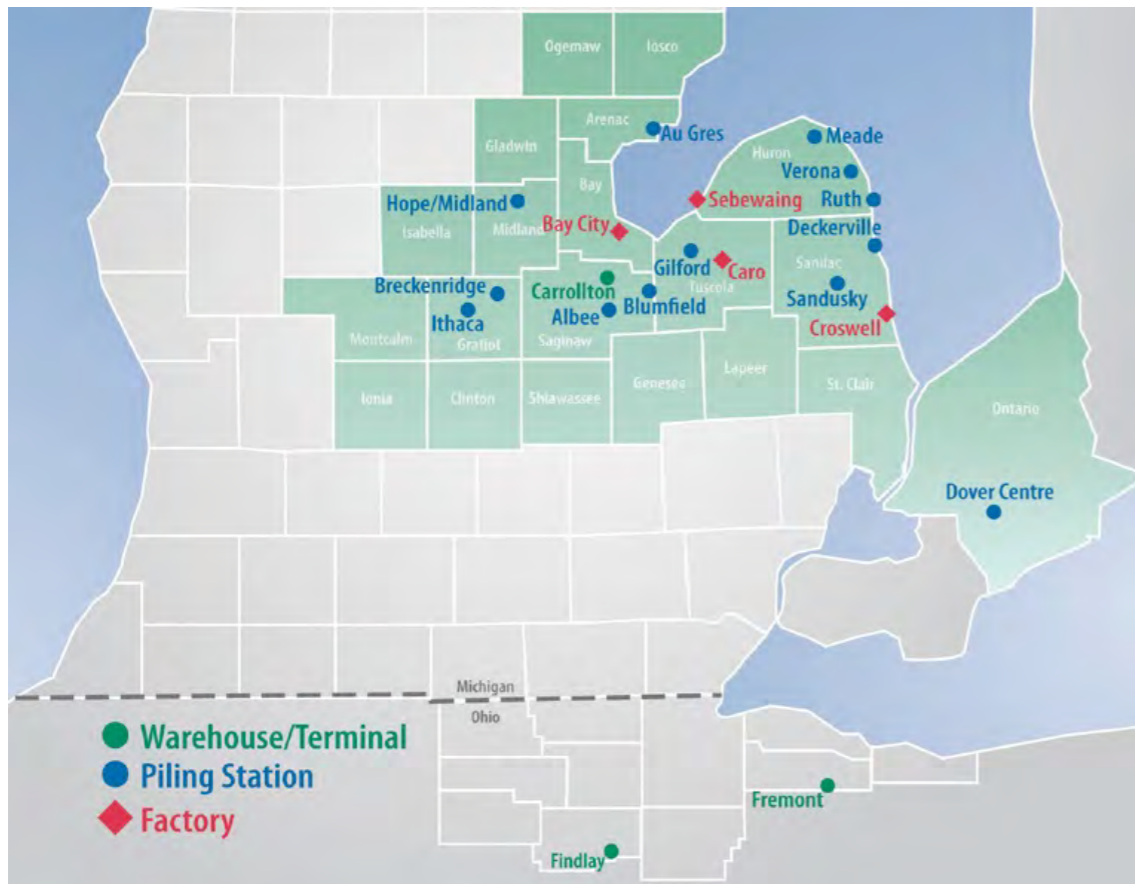 Ogemaw
Iosco
Arenac
Au Gres
Meade
Gladwin
Huron
Verona
Bay
Hope/Midland
Sebewaing
Ruth
Isabella
Midland
Bay City
Deckerville
Gilford
Caro
Sanilac
Breckenridge
Carrollton
Tuscola
Sandusky
Ithaca
Albee
Blumfield
Croswell
Montcalm
Gratiot
Saginaw
Lapeer
Ionia
Clinton
Shiawassee
Genesee
St. Clair
Ontario
Dover Centre
Michigan
Ohio
Warehouse/Terminal
Piling Station
Factory
Fremont
Findlay